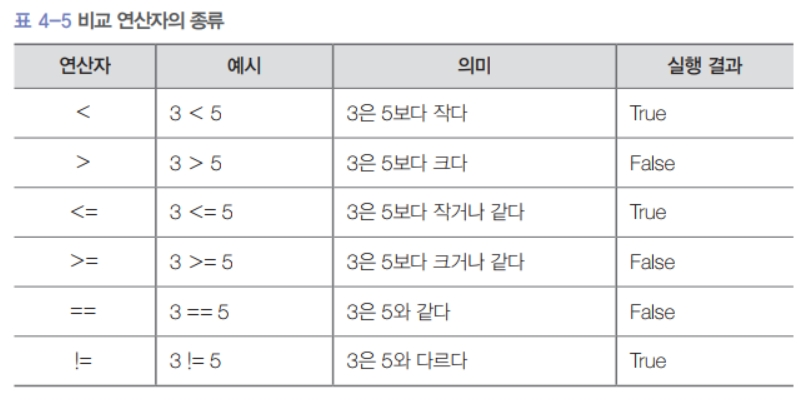 표 4-5 비교 연산자의 종류
연산자 예시 의미 실행 결과
< 3 < 5 3은 5보다 작다 True
> 3 > 5 3은 5보다 크다 False
<= 3 <= 5 3은 5보다 작거나 같다 True
>= 3 >= 5 3은 5보다 크거나 같다 False
== 3 == 5 3은 5와 같다 False
!= 3 != 5 3은 5와 다르다 True